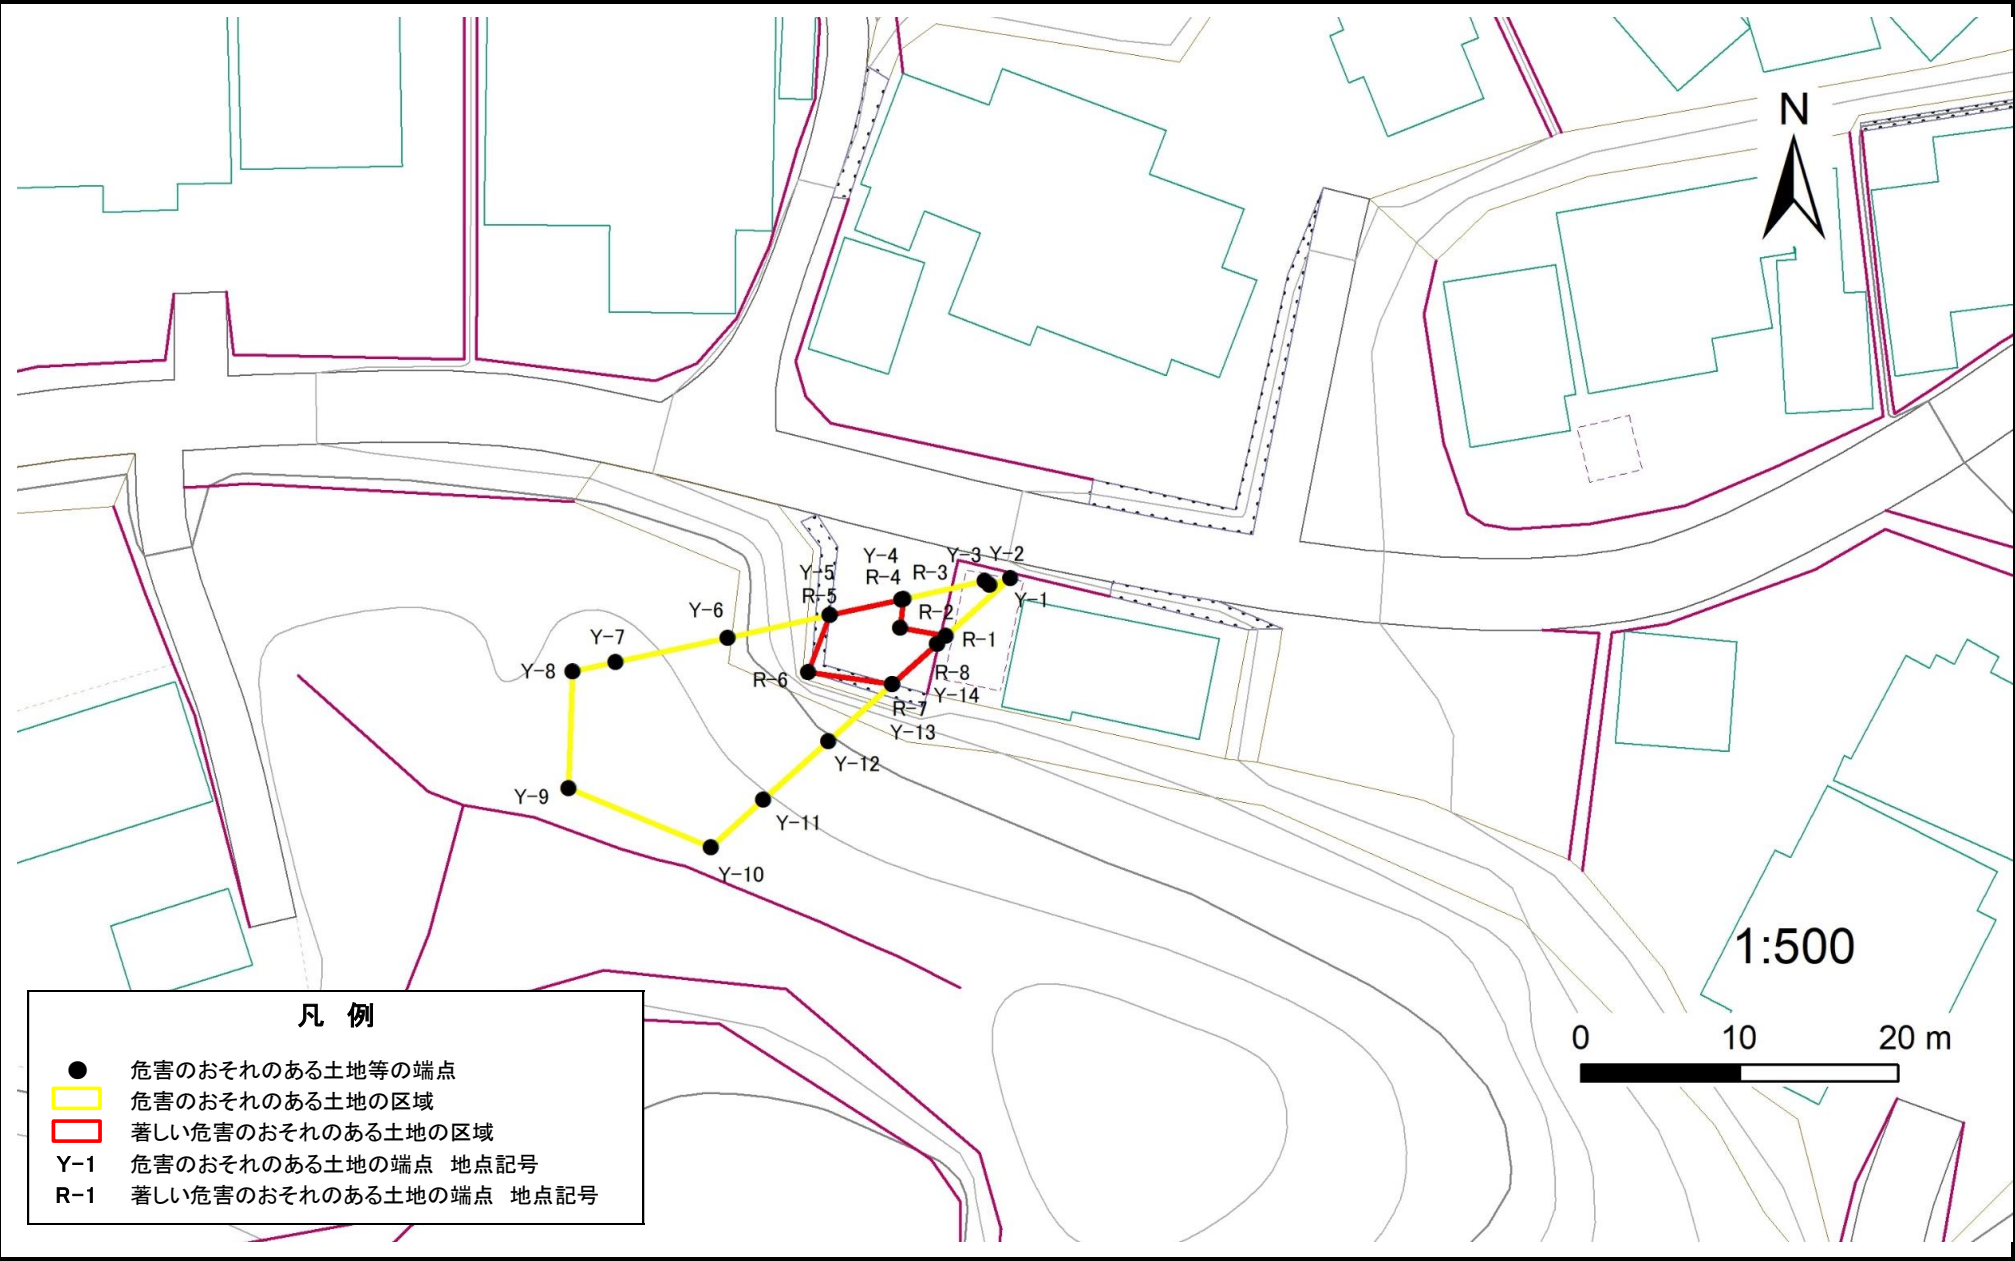 N
Y-3 Y-2
Y-4
R-4
R-3
Y-5
R-5
Y-1
R-2
Y-6
R-1
Y-7
Y-8
R-8
R-6
Y-14
R-7
Y-13
Y-12
Y-9
Y-11
Y-10
1:500
0 10 20 m
凡 例
危害のおそれのある土地等の端点
危害のおそれのある土地の区域
著しい危害のおそれのある土地の区域
Y-1 危害のおそれのある土地の端点 地点記号
R-1 著しい危害のおそれのある土地の端点 地点記号